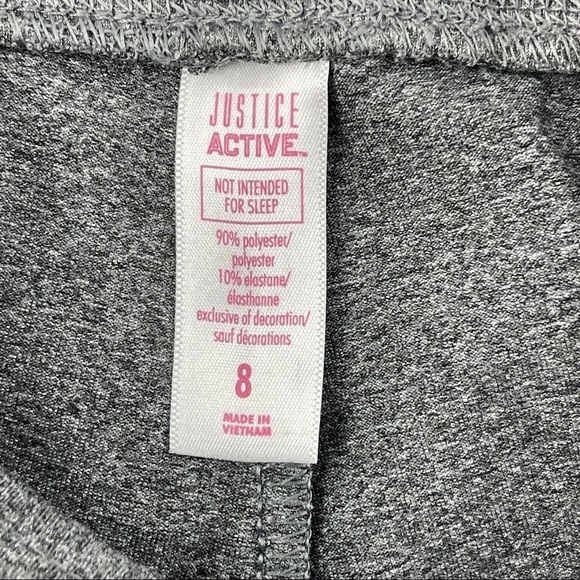 JUSTICE
ACTIVE™
NOT INTENDED
FOR SLEEP
90% polyester/
polyester
10% elastane/
élasthanne
exclusive of decoration/
sauf décorations
8
MADE IN
VIETNAM